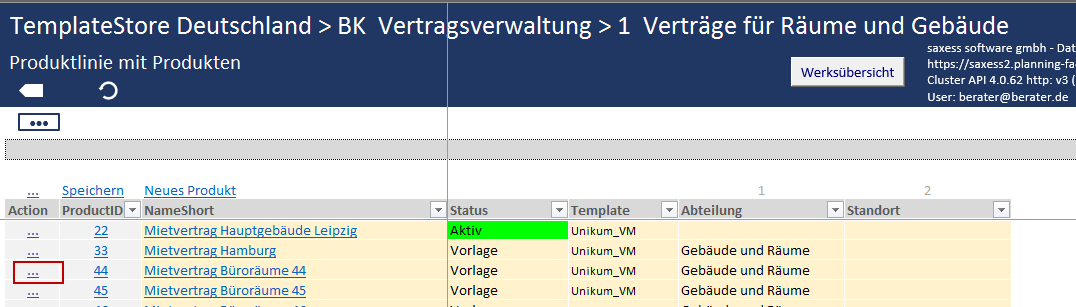 TemplateStore Deutschland > BK Vertragsverwaltung > 1 Verträge für Räume und Gebäude
saxess software gmbh - Dat
Produktlinie mit Produkten
Werksübersicht
https://saxess2.planning-fa
Cluster API 4.0.62 http: v3 (
User: berater@berater.de
...
... Speichern Neues Produkt 1 2
Action ProductID NameShort Status Template Abteilung Standort
... 22 Mietvertrag Hauptgebäude Leipzig Aktiv Unikum_VM
... 33 Mietvertrag Hamburg Vorlage Unikum_VM Gebäude und Räume
... 44 Mietvertrag Büroräume 44 Vorlage Unikum_VM Gebäude und Räume
... 45 Mietvertrag Büroräume 45 Vorlage Unikum_VM Gebäude und Räume